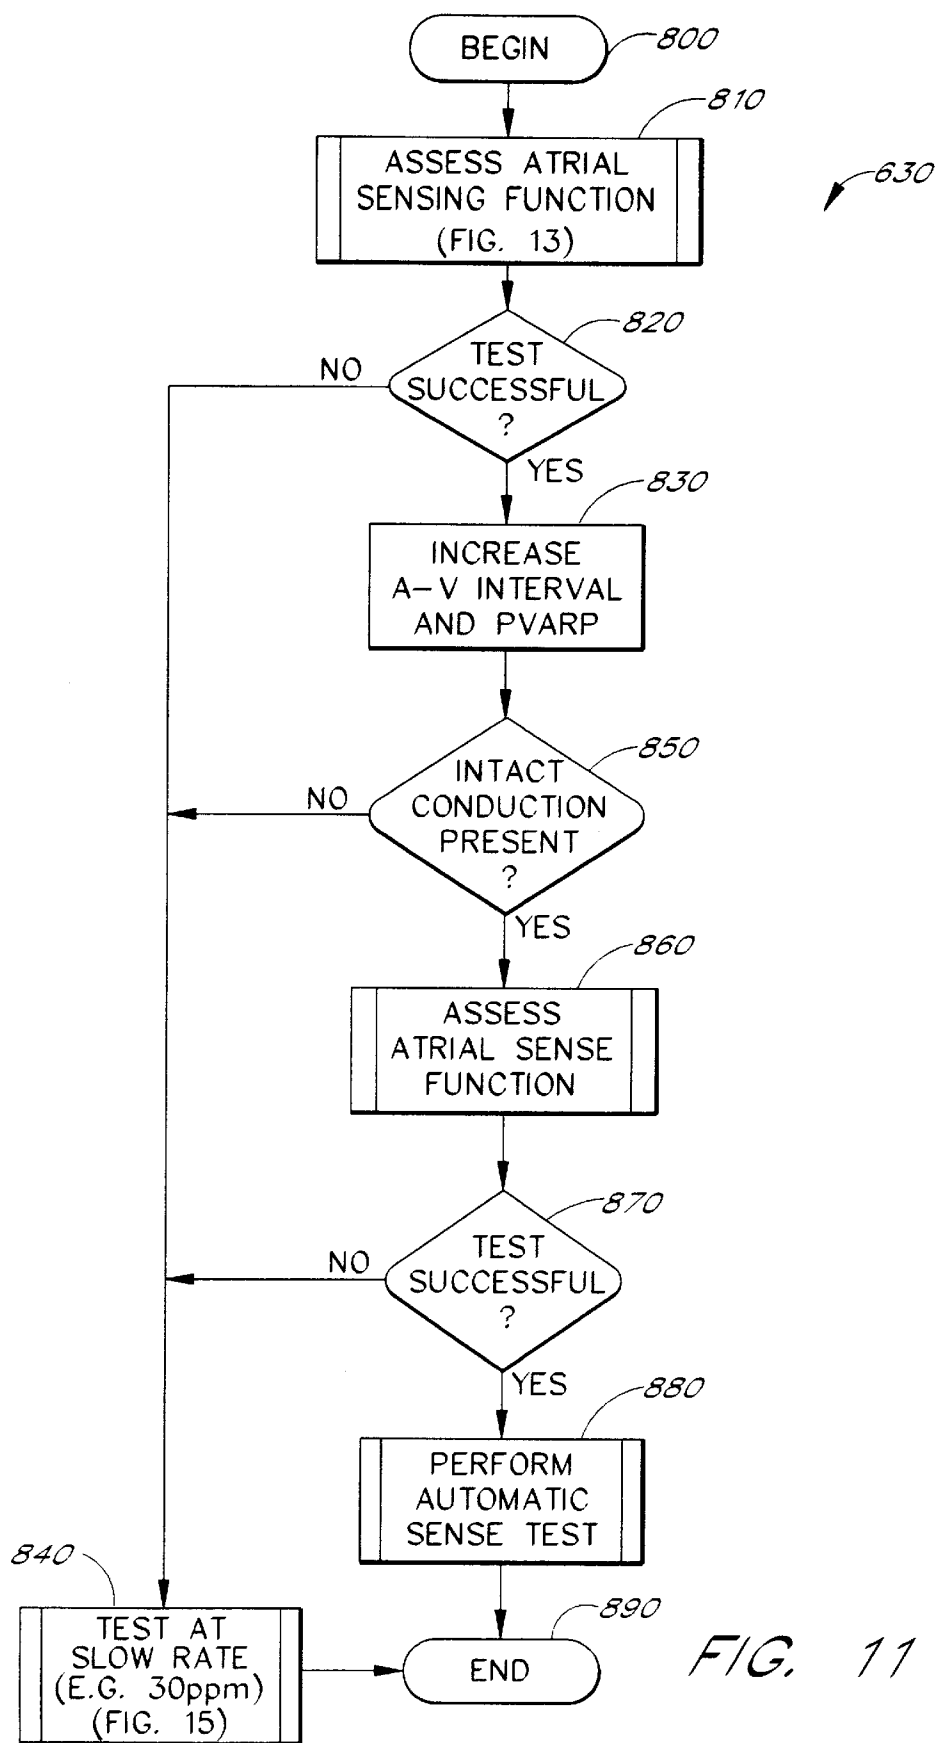 BEGIN
800
810
ASSESS ATRIAL
SENSING FUNCTION
(FIG. 13)
630
820
TEST
SUCCESSFUL
?
NO
YES
830
INCREASE
A-V INTERVAL
AND PVARP
850
INTACT
CONDUCTION
PRESENT
?
NO
YES
860
ASSESS
ATRIAL SENSE
FUNCTION
870
TEST
SUCCESSFUL
?
NO
YES
880
PERFORM
AUTOMATIC
SENSE TEST
840
TEST AT
SLOW RATE
(E.G. 30ppm)
(FIG. 15)
890
END
FIG. 11